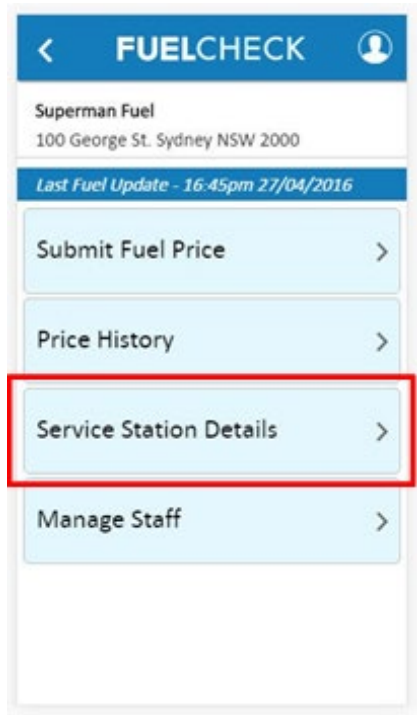 FUELCHECK
Superman Fuel
100 George St. Sydney NSW 2000
Last Fuel Update - 16:45pm 27/04/2016
Submit Fuel Price
Price History
Service Station Details
Manage Staff